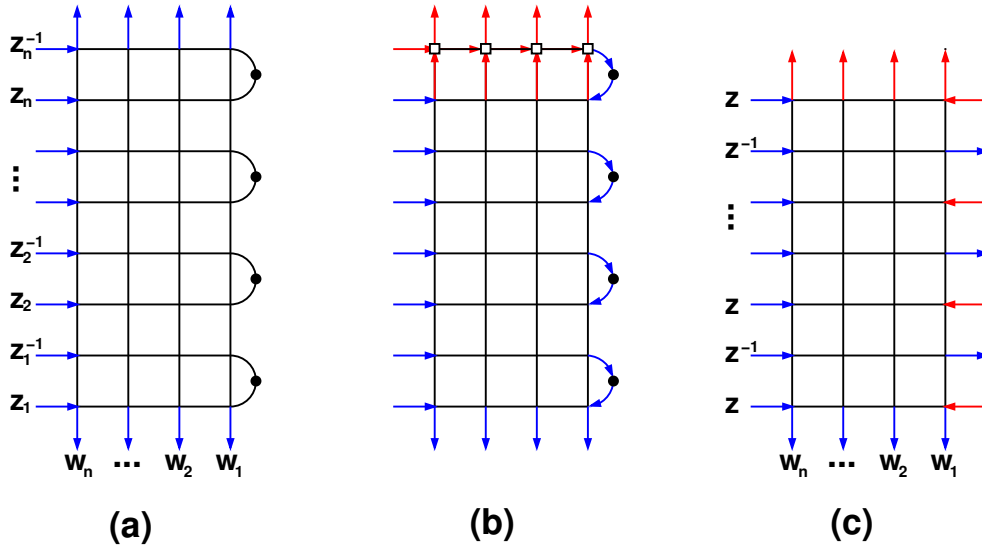 z_n^{-1}
z_n
⋮
z_2^{-1}
z_2
z_1^{-1}
z_1
w_n ⋯ w_2 w_1
(a)
(b)
z
z^{-1}
⋮
z
z^{-1}
z
w_n ⋯ w_2 w_1
(c)